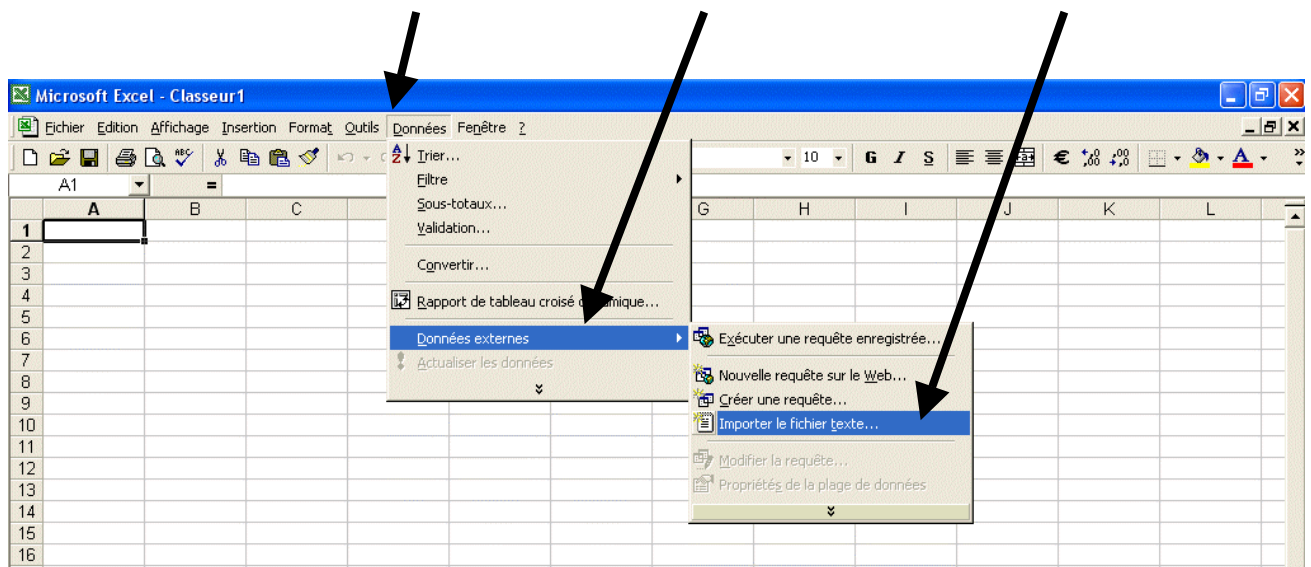 Microsoft Excel - Classeur1
Fichier Edition Affichage Insertion Format Outils Données Fenêtre ?
10 G I S €
A1 =
A B C G H I J K L
Trier...
Filtre
Sous-totaux...
Validation...
Convertir...
Rapport de tableau croisé
Données externes
Actualiser les données
Exécuter une requête enregistrée...
Nouvelle requête sur le Web...
Créer une requête...
Importer le fichier texte...
Modifier la requête...
Propriétés de la plage de données
1
2
3
4
5
6
7
8
9
10
11
12
13
14
15
16